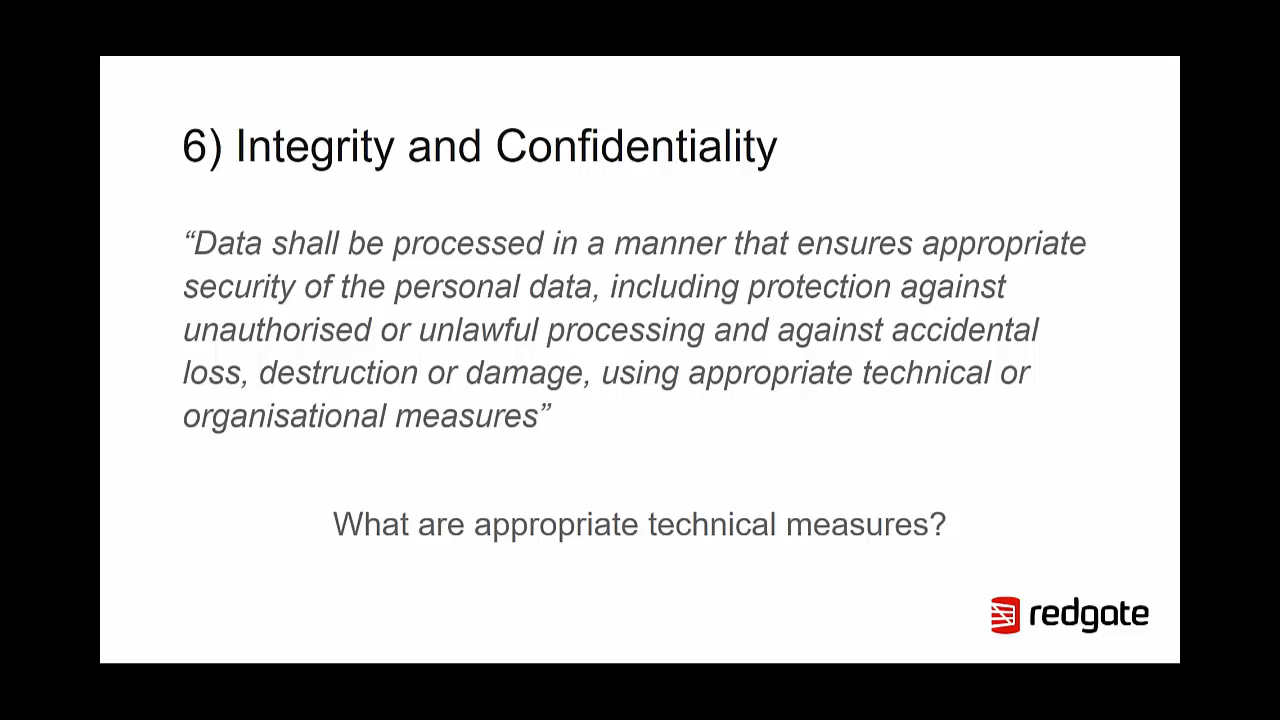 6) Integrity and Confidentiality
“Data shall be processed in a manner that ensures appropriate
security of the personal data, including protection against
unauthorised or unlawful processing and against accidental
loss, destruction or damage, using appropriate technical or
organisational measures”
What are appropriate technical measures?
redgate